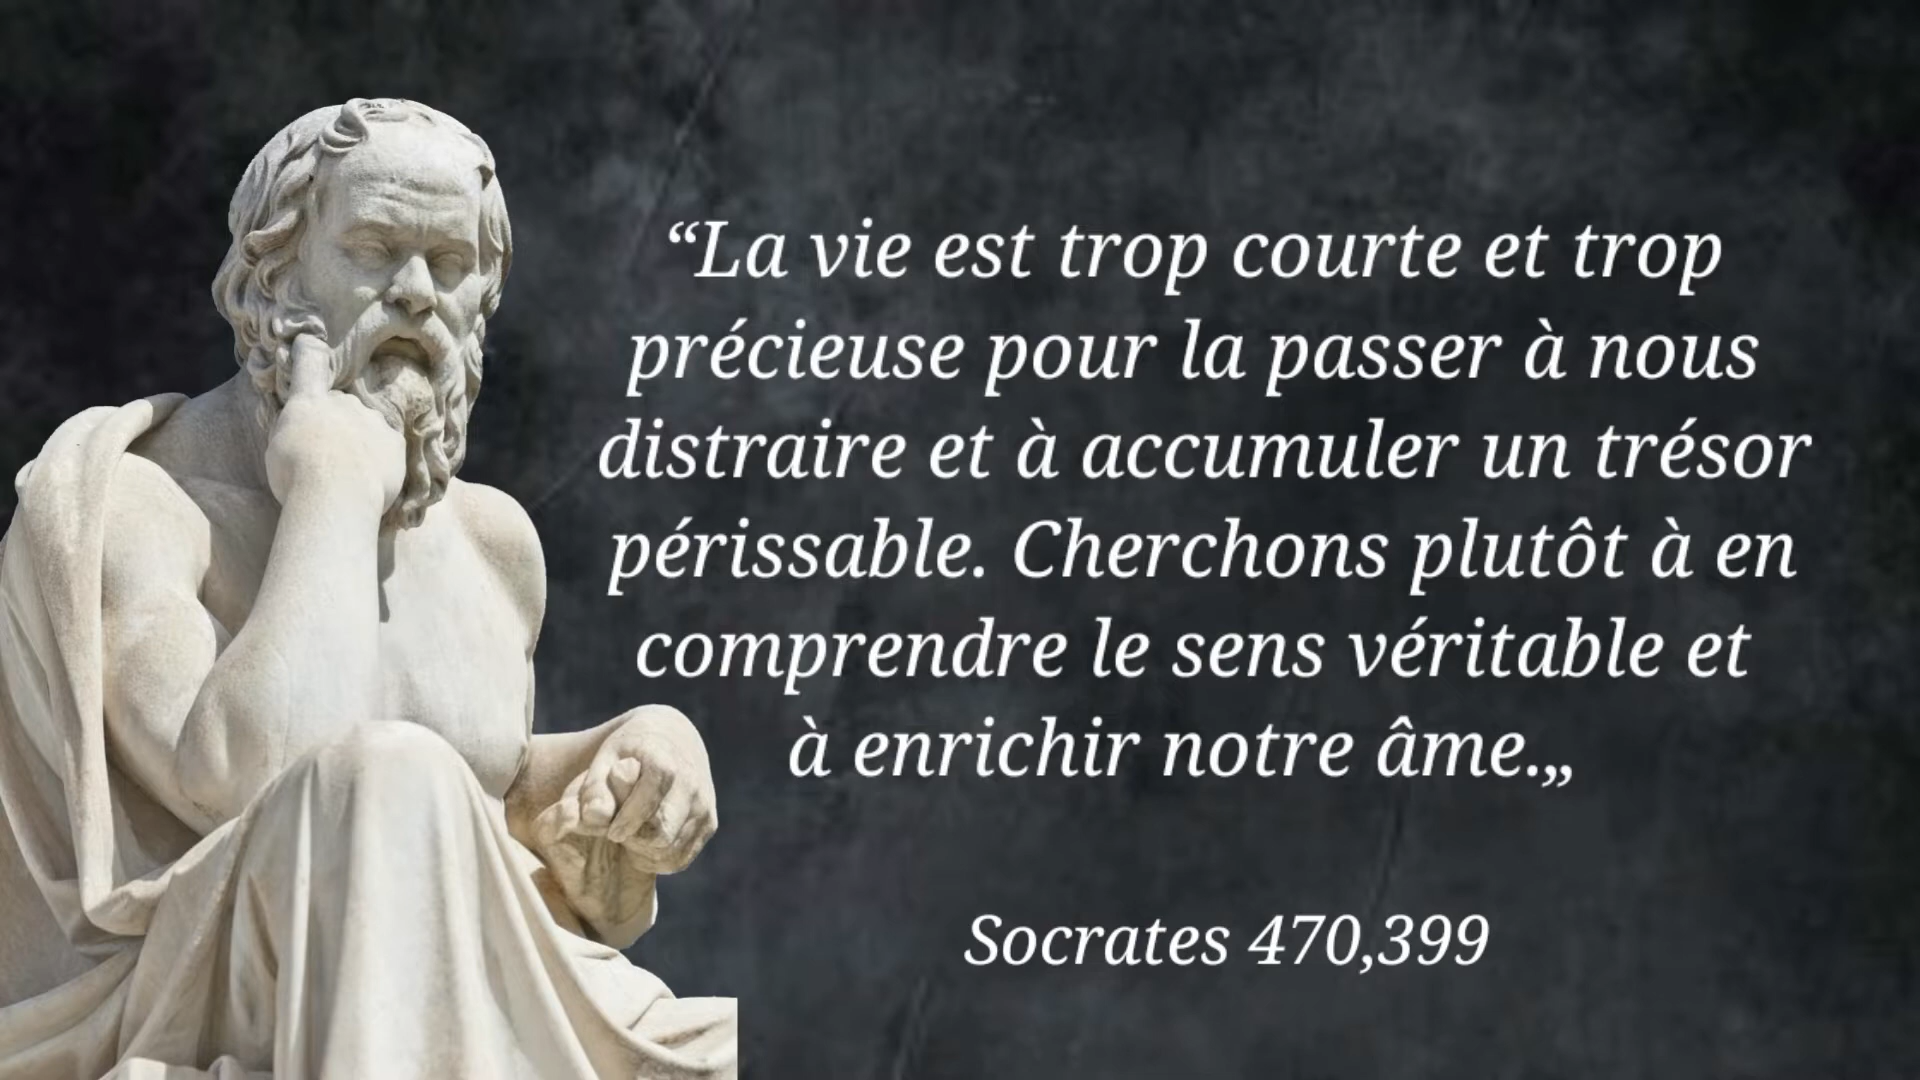 “La vie est trop courte et trop
précieuse pour la passer à nous
distraire et à accumuler un trésor
périssable. Cherchons plutôt à en
comprendre le sens véritable et
à enrichir notre âme.„
Socrates 470,399